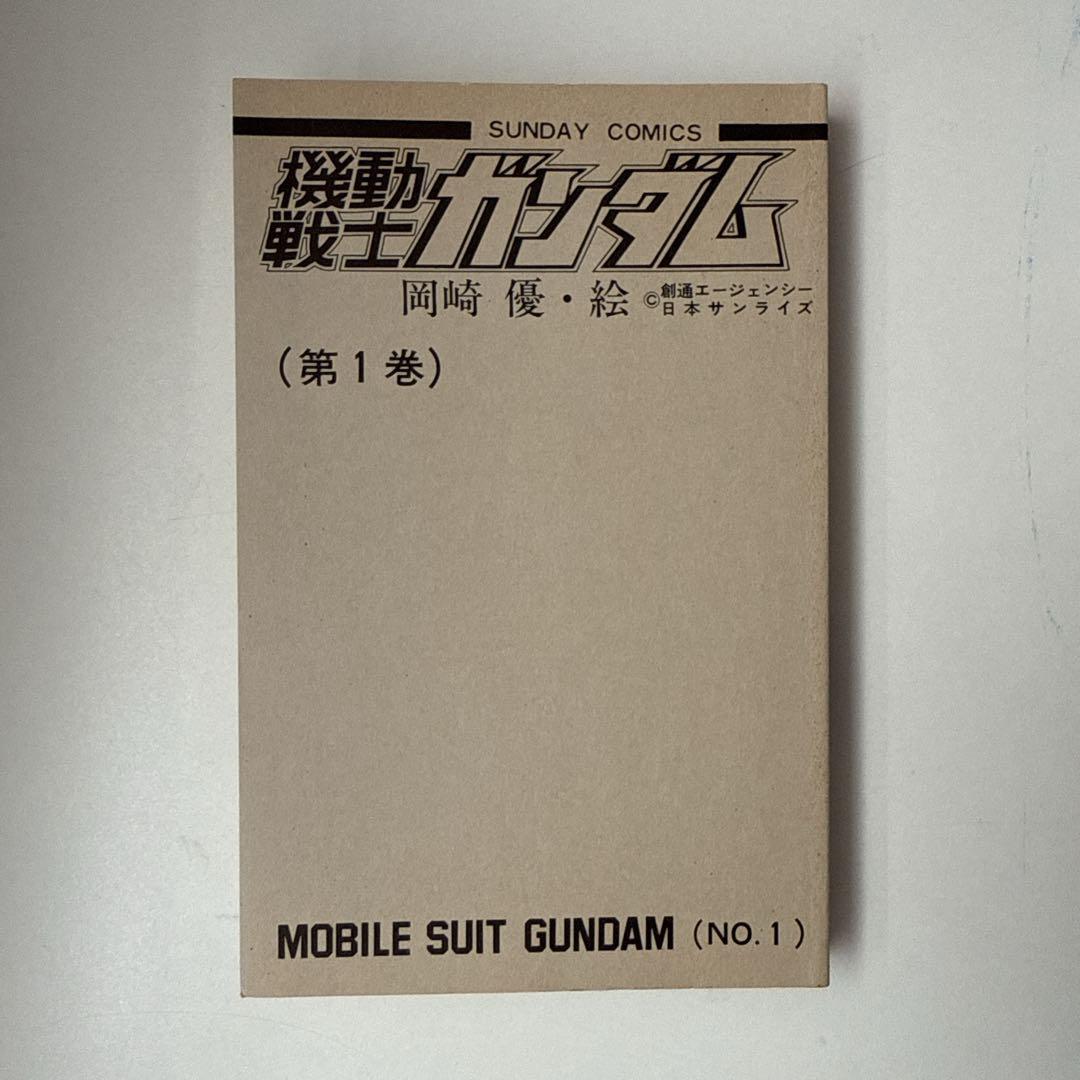 SUNDAY COMICS
機動
戦士ガンダム
岡崎 優・絵 ©創通エージェンシー
日本サンライズ
(第1巻)
MOBILE SUIT GUNDAM (NO.1)